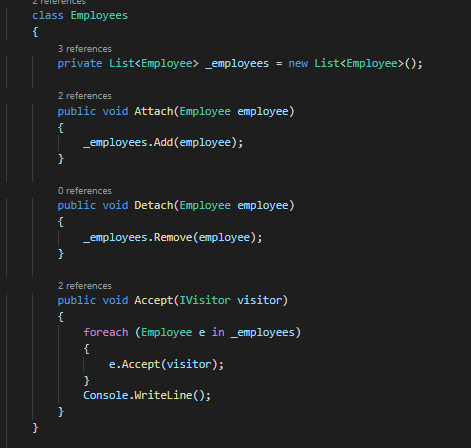 2 references
class Employees
{
3 references
private List<Employee> _employees = new List<Employee>();
2 references
public void Attach(Employee employee)
{
_employees.Add(employee);
}
0 references
public void Detach(Employee employee)
{
_employees.Remove(employee);
}
2 references
public void Accept(IVisitor visitor)
{
foreach (Employee e in _employees)
{
e.Accept(visitor);
}
Console.WriteLine();
}
}